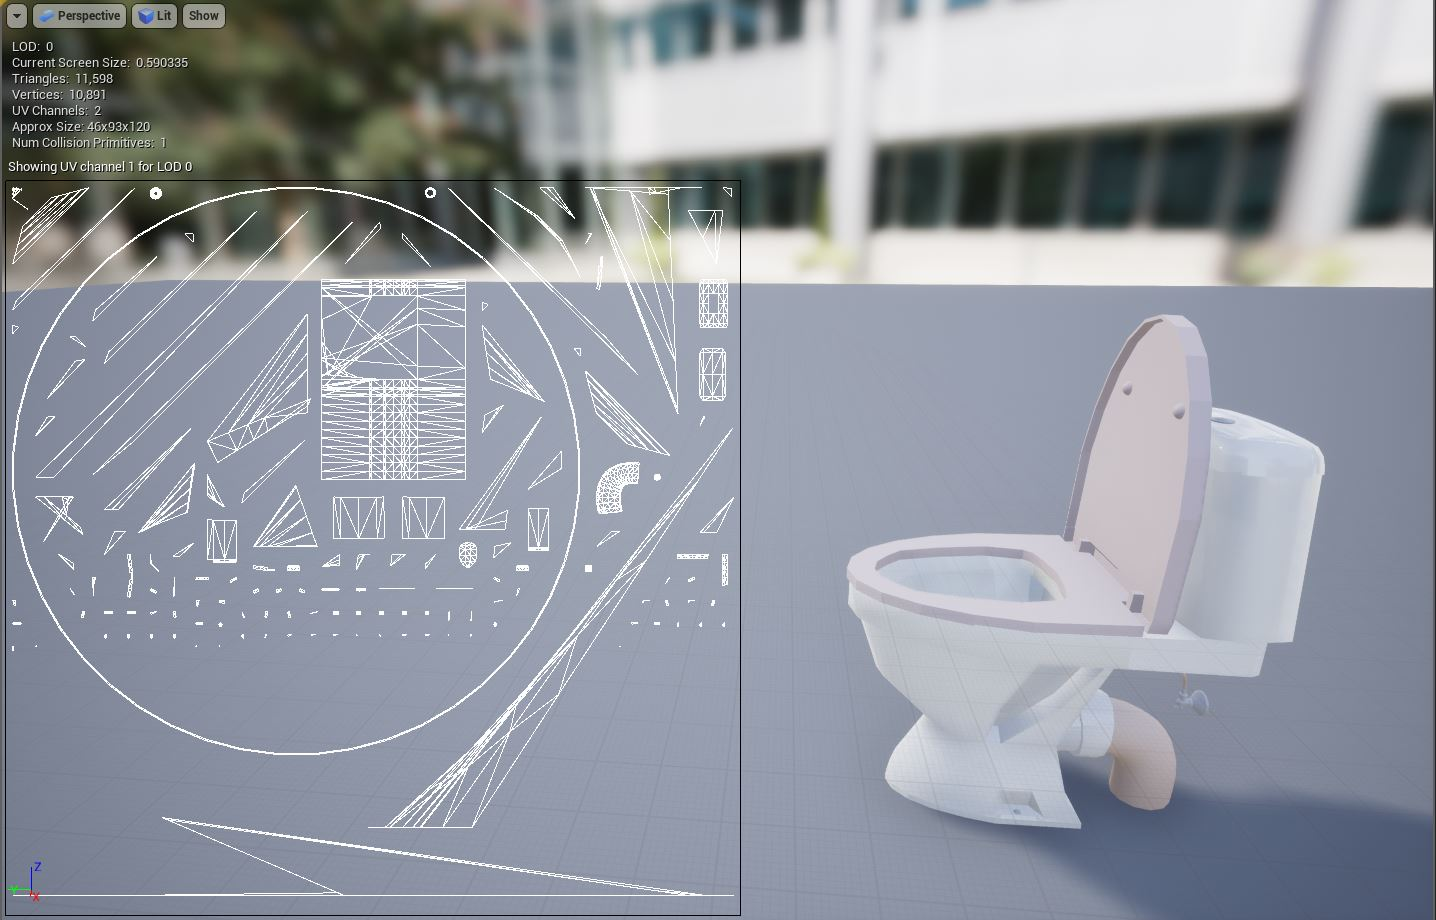 Perspective Lit Show
LOD: 0
Current Screen Size: 0.590335
Triangles: 11,598
Vertices: 10,891
UV Channels: 2
Approx Size: 46x93x120
Num Collision Primitives: 1
Showing UV channel 1 for LOD 0
Z
Y
X